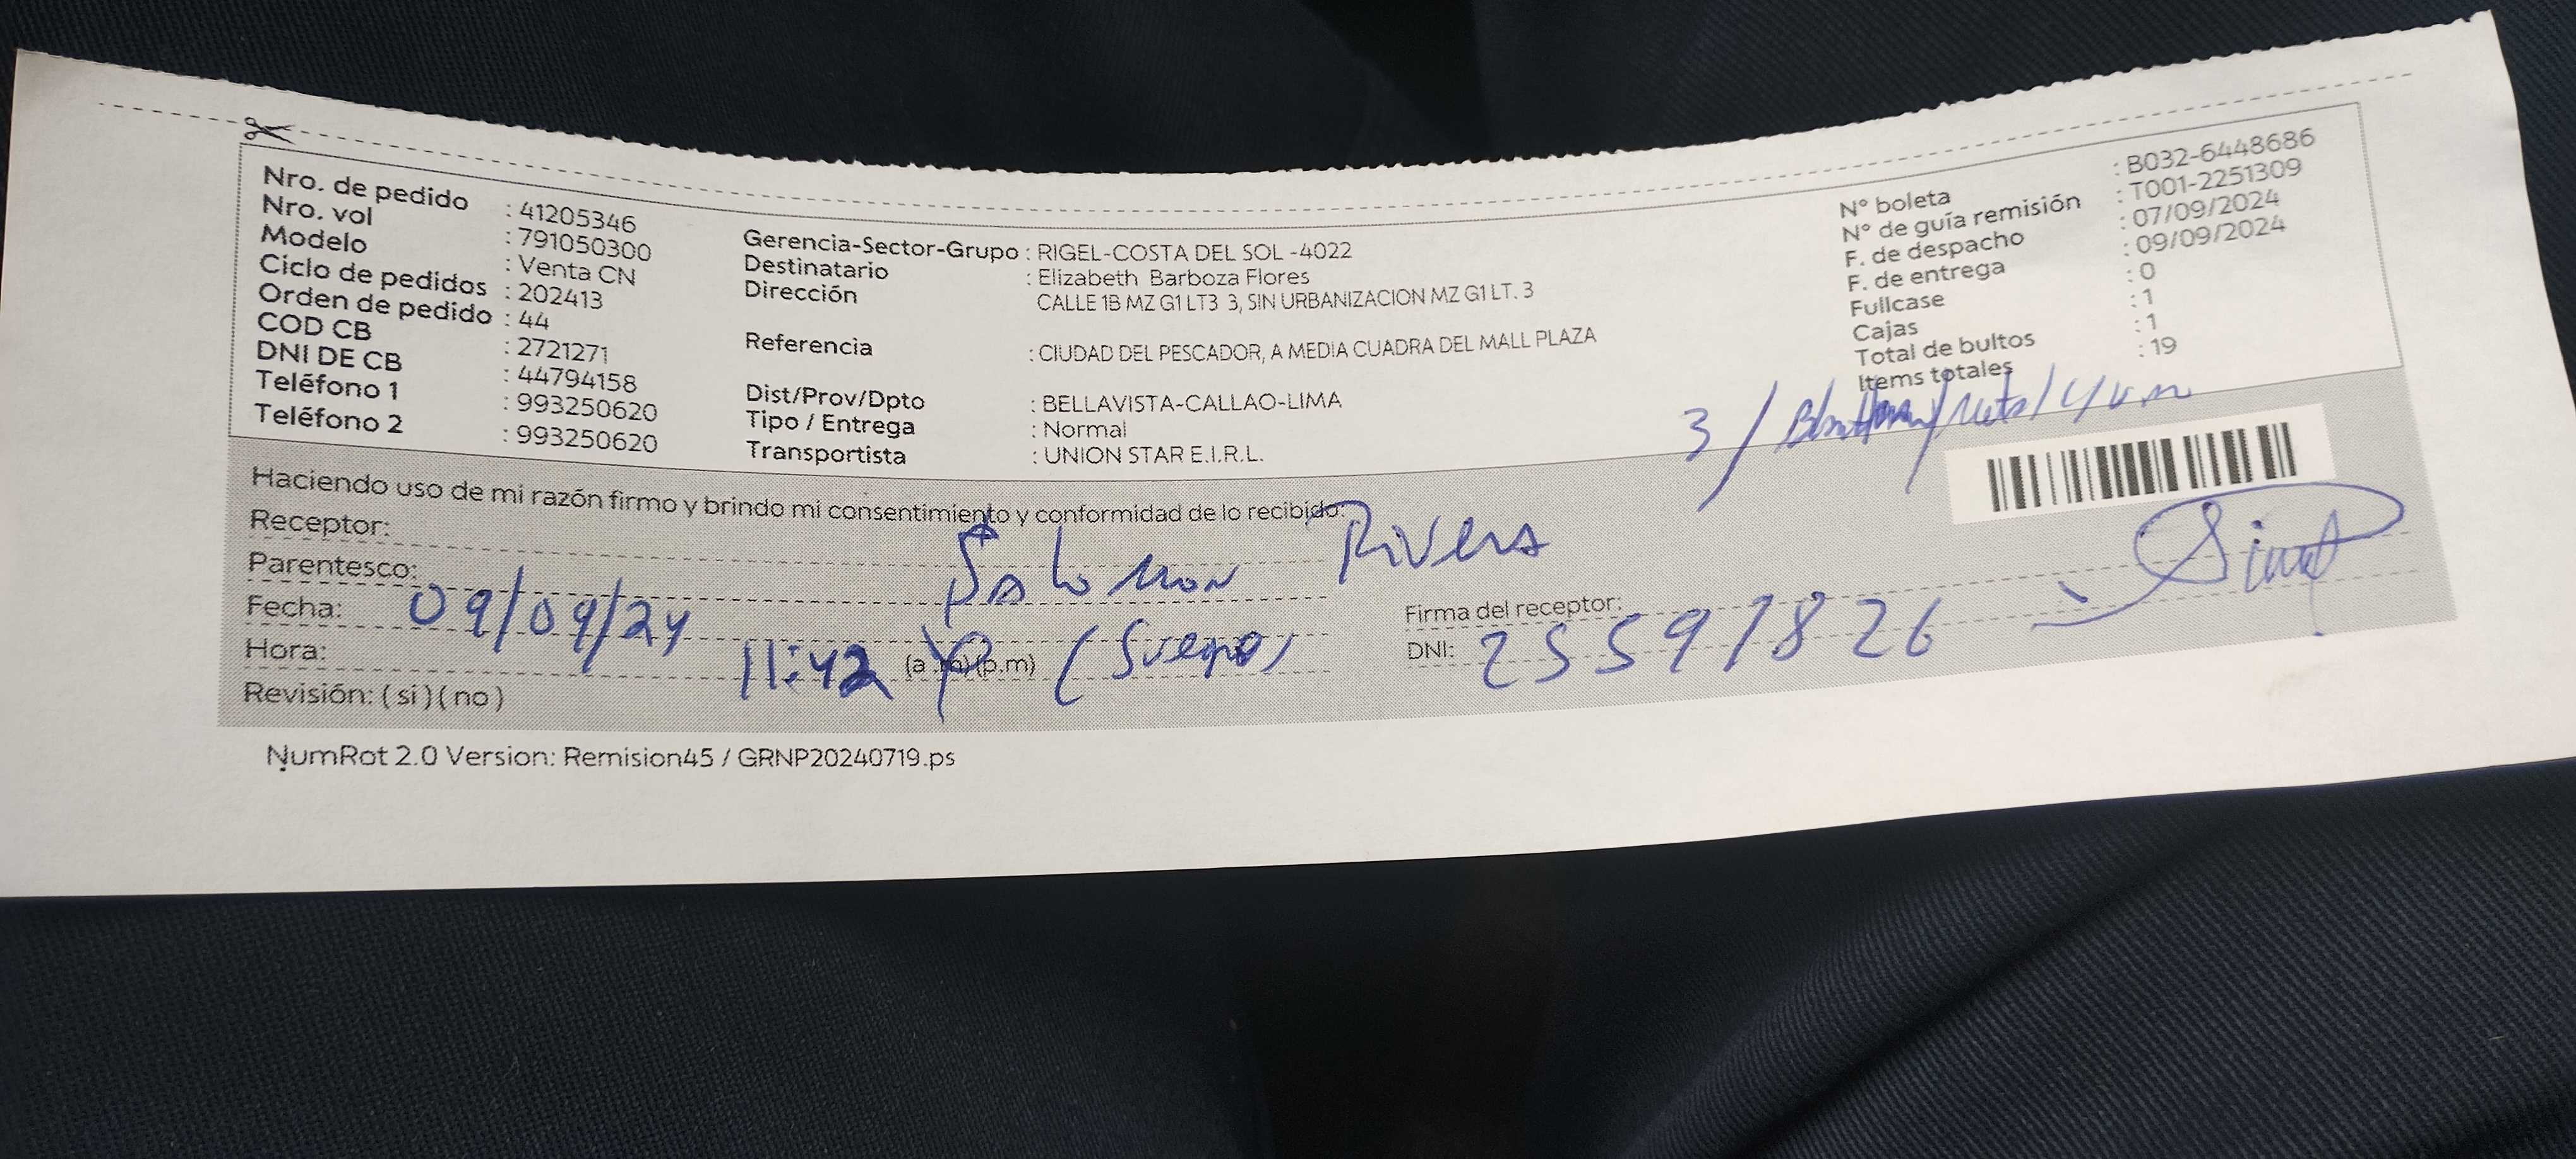 Nro. de pedido : 41205346
Nro. vol : 791050300
Modelo : Venta CN
Ciclo de pedidos : 202413
Orden de pedido : 44
COD CB : 2721271
DNI DE CB : 44794158
Teléfono 1 : 993250620
Teléfono 2 : 993250620
Gerencia-Sector-Grupo : RIGEL-COSTA DEL SOL -4022
Destinatario : Elizabeth Barboza Flores
Dirección CALLE 1B MZ G1 LT3 3, SIN URBANIZACION MZ G1 LT. 3
Referencia : CIUDAD DEL PESCADOR, A MEDIA CUADRA DEL MALL PLAZA
Dist/Prov/Dpto : BELLAVISTA-CALLAO-LIMA
Tipo / Entrega : Normal
Transportista : UNION STAR E.I.R.L.
N° boleta : B032-6448686
N° de guía remisión : T001-2251309
F. de despacho : 07/09/2024
F. de entrega : 09/09/2024
Fullcase : 0
Cajas : 1
Total de bultos : 1
Items totales : 19
3 /
Haciendo uso de mi razón firmo y brindo mi consentimiento y conformidad de lo recibido:
Receptor: Salomon Rivera
Parentesco: (Suegro)
Fecha: 09/09/24
Hora: 11:42 (a.m)(p.m)
Revisión: (si)(no)
Firma del receptor:
DNI: 25591826
NumRot 2.0 Version: Remision45 / GRNP20240719.ps